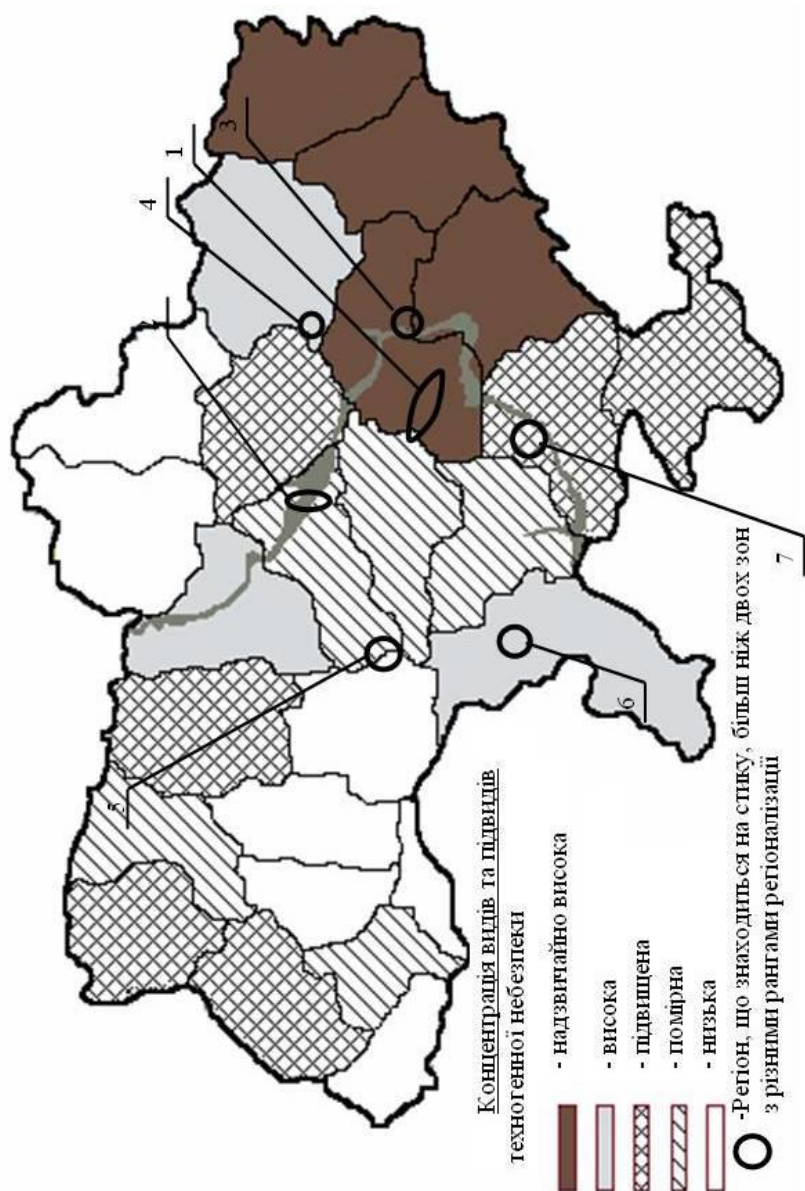 4
1
3
5
6
7
Концентрація видів та підвидів
техногенної небезпеки
- надзвичайно висока
- висока
- підвищена
- помірна
- низька
-Регіон, що знаходиться на стику, більш ніж двох зон
з різними рангами регіоналізації